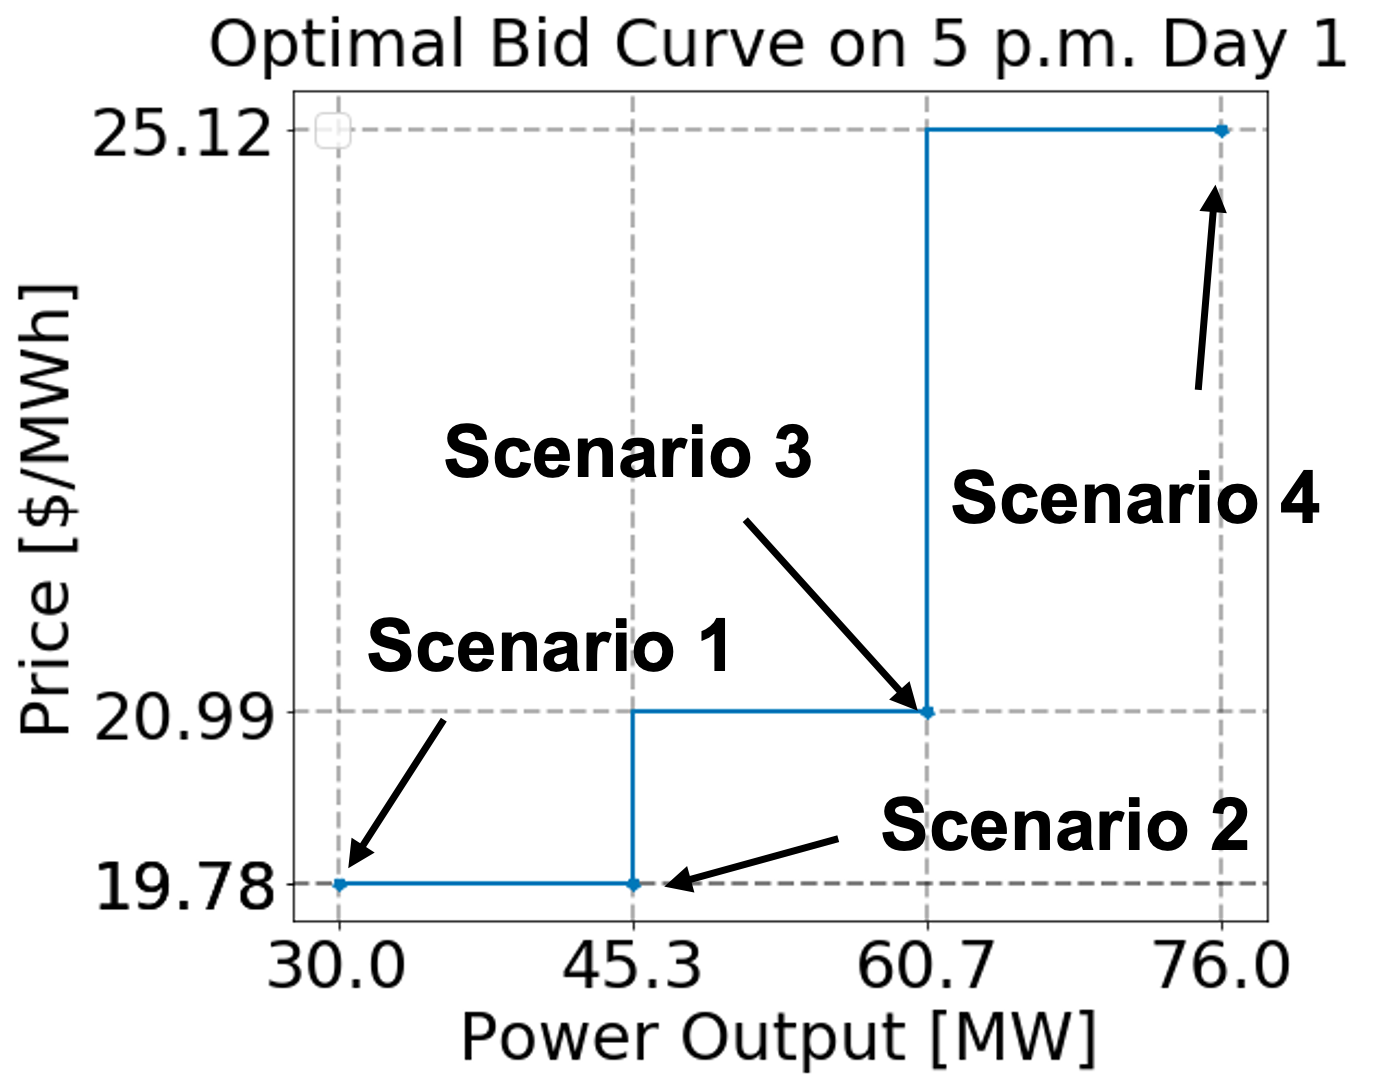 Optimal Bid Curve on 5 p.m. Day 1
25.12
Scenario 3
Scenario 4
Scenario 1
20.99
Scenario 2
19.78
Price [$/MWh]
30.0 45.3 60.7 76.0
Power Output [MW]